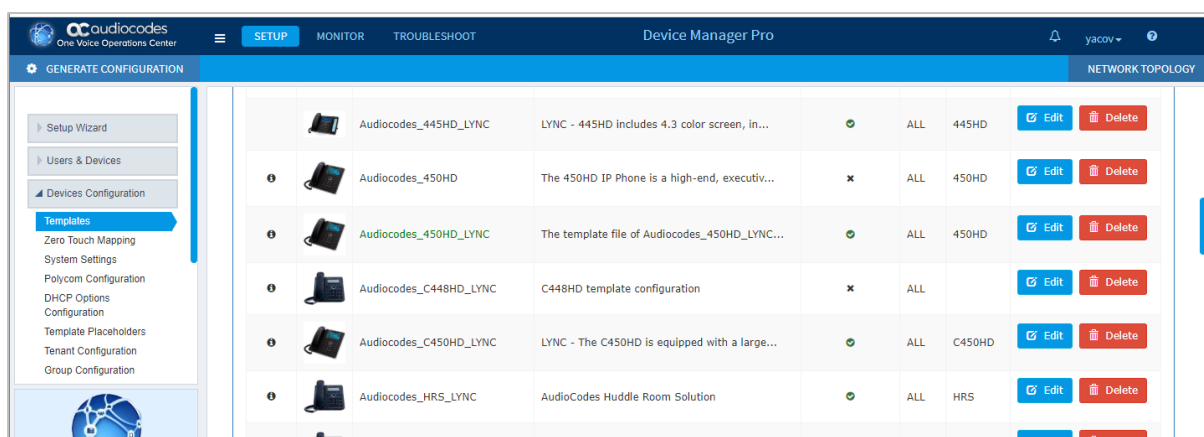 audiocodes
One Voice Operations Center
SETUP MONITOR TROUBLESHOOT Device Manager Pro yacov
GENERATE CONFIGURATION NETWORK TOPOLOGY
Setup Wizard
Users & Devices
Devices Configuration
Templates
Zero Touch Mapping
System Settings
Polycom Configuration
DHCP Options
Configuration
Template Placeholders
Tenant Configuration
Group Configuration
Audiocodes_445HD_LYNC LYNC - 445HD includes 4.3 color screen, in... ALL 445HD Edit Delete
Audiocodes_450HD The 450HD IP Phone is a high-end, executiv... ALL 450HD Edit Delete
Audiocodes_450HD_LYNC The template file of Audiocodes_450HD_LYNC... ALL 450HD Edit Delete
Audiocodes_C448HD_LYNC C448HD template configuration ALL Edit Delete
Audiocodes_C450HD_LYNC LYNC - The C450HD is equipped with a large... ALL C450HD Edit Delete
Audiocodes_HRS_LYNC AudioCodes Huddle Room Solution ALL HRS Edit Delete